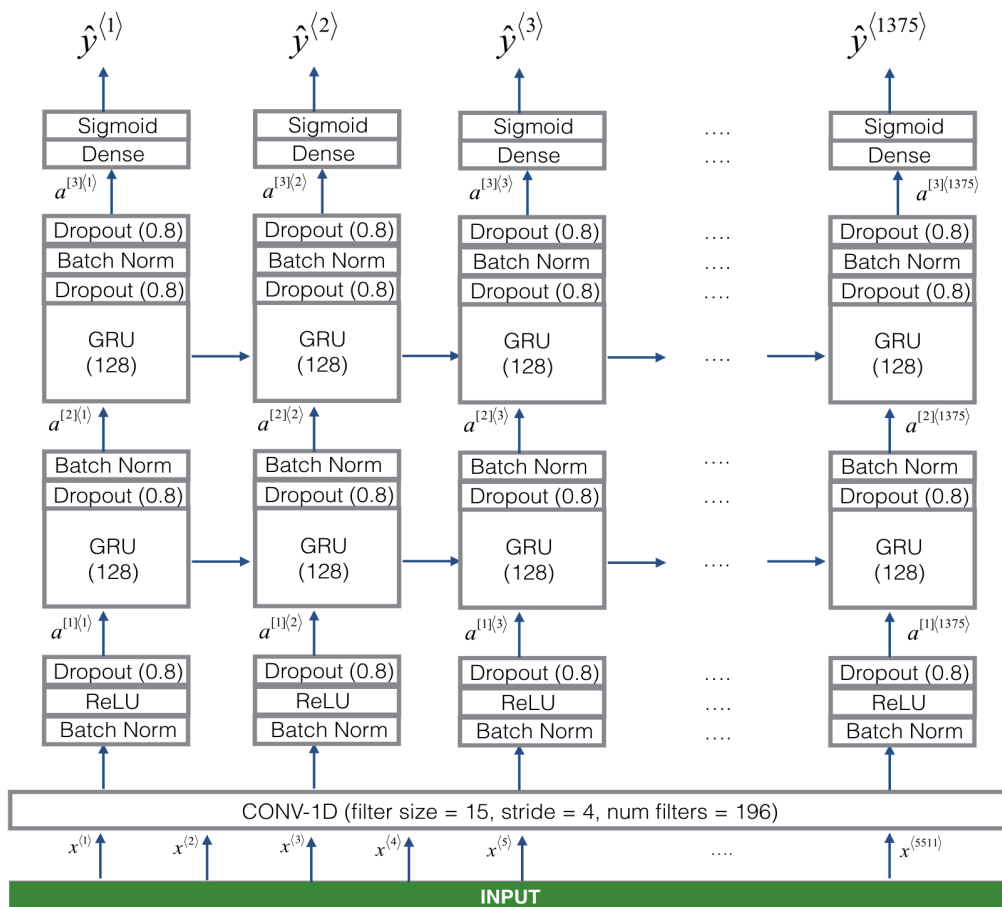 ŷ⟨1⟩ ŷ⟨2⟩ ŷ⟨3⟩ ŷ⟨1375⟩
Sigmoid Sigmoid Sigmoid .... Sigmoid
Dense Dense Dense .... Dense
a[3]⟨1⟩ a[3]⟨2⟩ a[3]⟨3⟩ a[3]⟨1375⟩
Dropout (0.8) Dropout (0.8) Dropout (0.8) .... Dropout (0.8)
Batch Norm Batch Norm Batch Norm .... Batch Norm
Dropout (0.8) Dropout (0.8) Dropout (0.8) .... Dropout (0.8)
GRU GRU GRU GRU
(128) (128) (128) .... (128)
a[2]⟨1⟩ a[2]⟨2⟩ a[2]⟨3⟩ a[2]⟨1375⟩
Batch Norm Batch Norm Batch Norm .... Batch Norm
Dropout (0.8) Dropout (0.8) Dropout (0.8) .... Dropout (0.8)
GRU GRU GRU GRU
(128) (128) (128) .... (128)
a[1]⟨1⟩ a[1]⟨2⟩ a[1]⟨3⟩ a[1]⟨1375⟩
Dropout (0.8) Dropout (0.8) Dropout (0.8) .... Dropout (0.8)
ReLU ReLU ReLU .... ReLU
Batch Norm Batch Norm Batch Norm .... Batch Norm
CONV-1D (filter size = 15, stride = 4, num filters = 196)
x⟨1⟩ x⟨2⟩ x⟨3⟩ x⟨4⟩ x⟨5⟩ .... x⟨5511⟩
INPUT